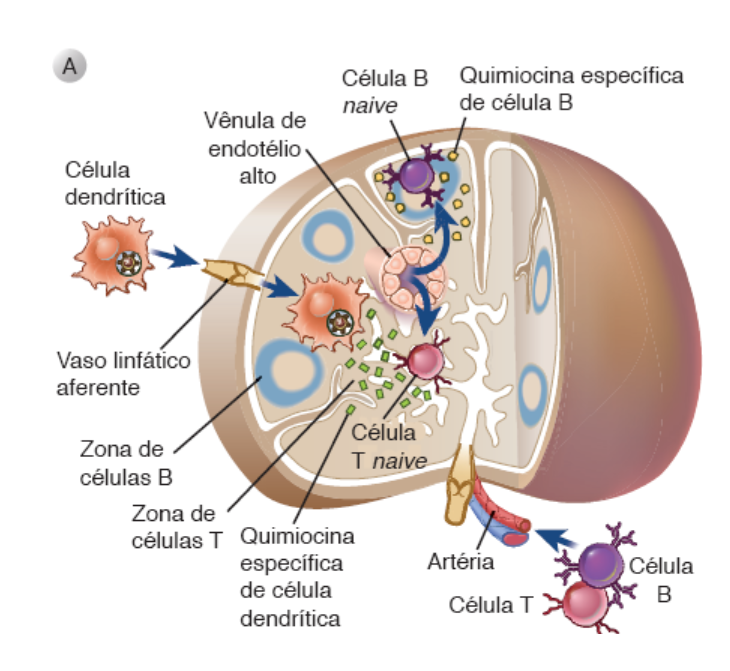 A
Célula B
naive
Quimiocina específica
de célula B
Vênula de
endotélio
alto
Célula
dendrítica
Vaso linfático
aferente
Zona de
células B
Zona de
células T
Quimiocina
específica
de célula
dendrítica
Célula
T naive
Artéria
Célula T
Célula
B